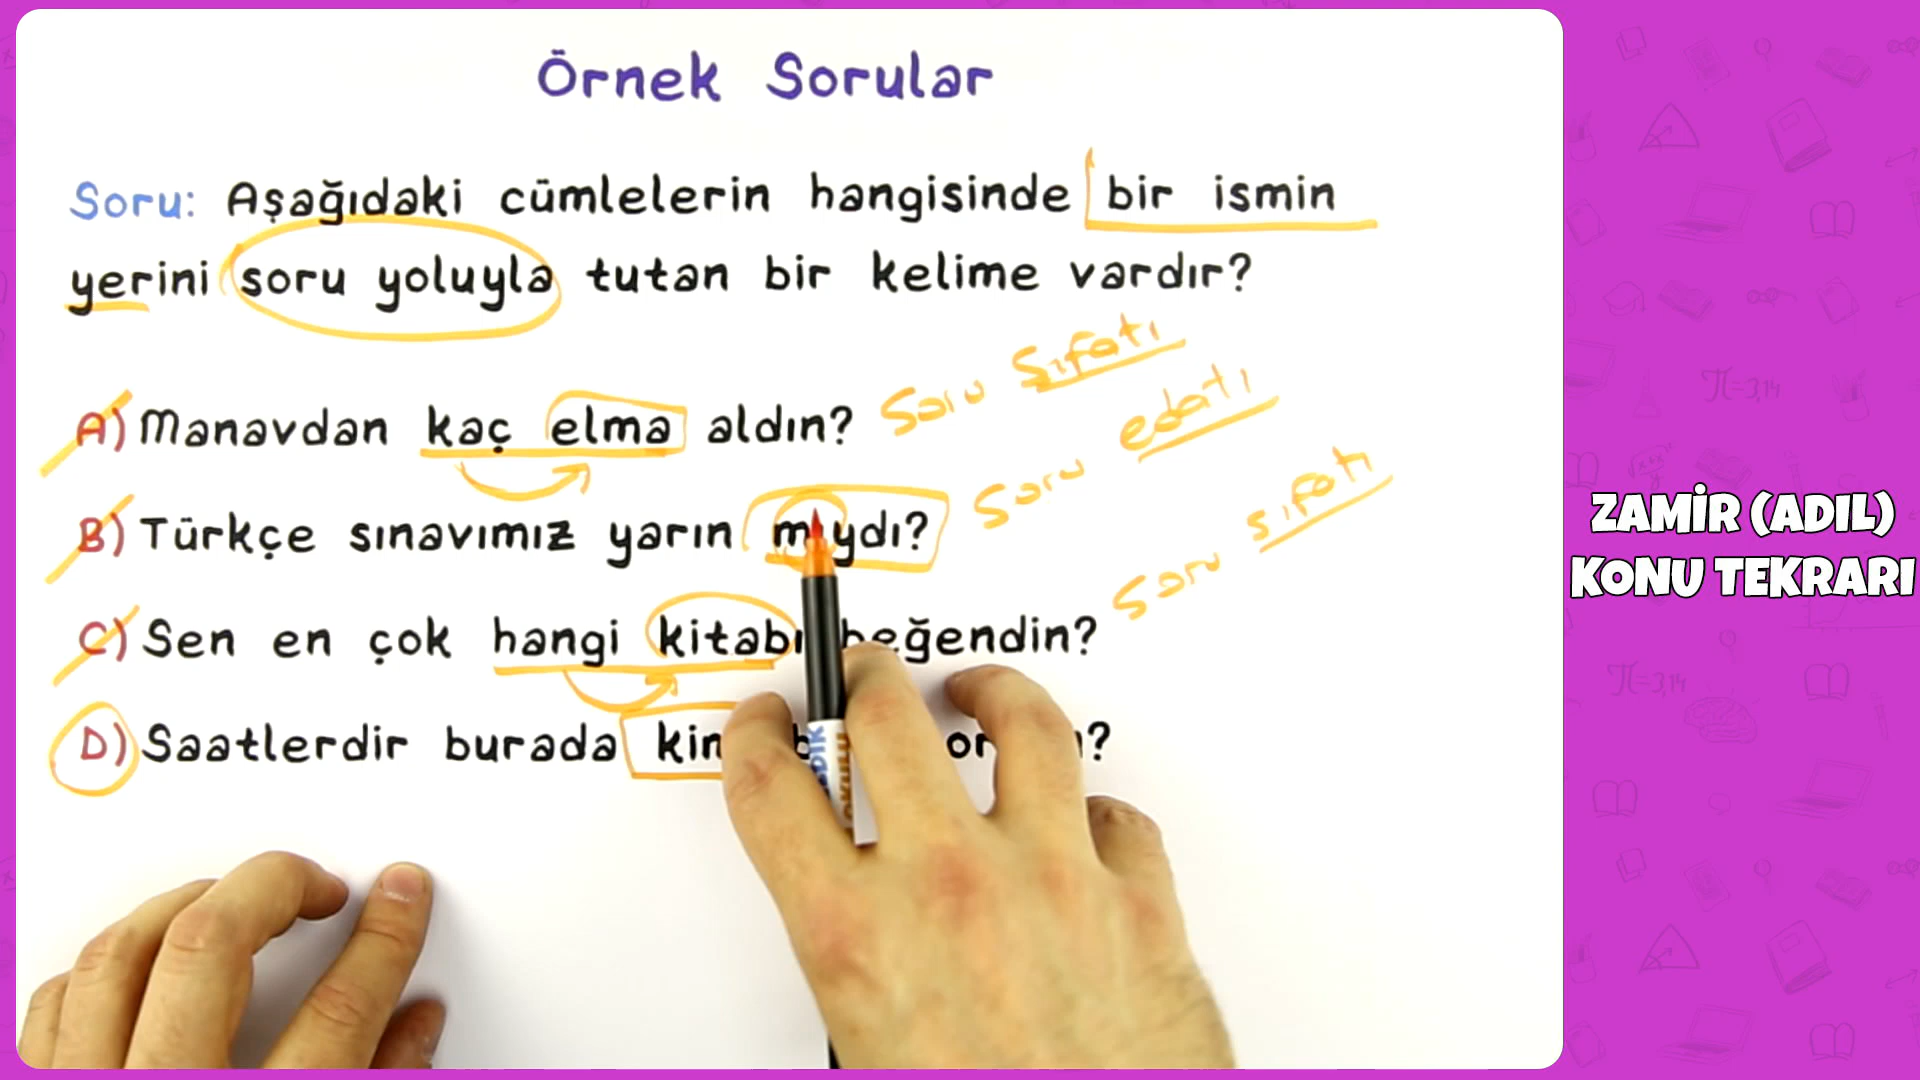 Örnek Sorular
Soru: Aşağıdaki cümlelerin hangisinde bir ismin
yerini soru yoluyla tutan bir kelime vardır?
A) Manavdan kaç elma aldın?
Soru sıfatı
B) Türkçe sınavımız yarın mıydı?
Soru edatı
C) Sen en çok hangi kitabı beğendin?
Soru sıfatı
D) Saatlerdir burada
ZAMİR (ADIL)
KONU TEKRARI